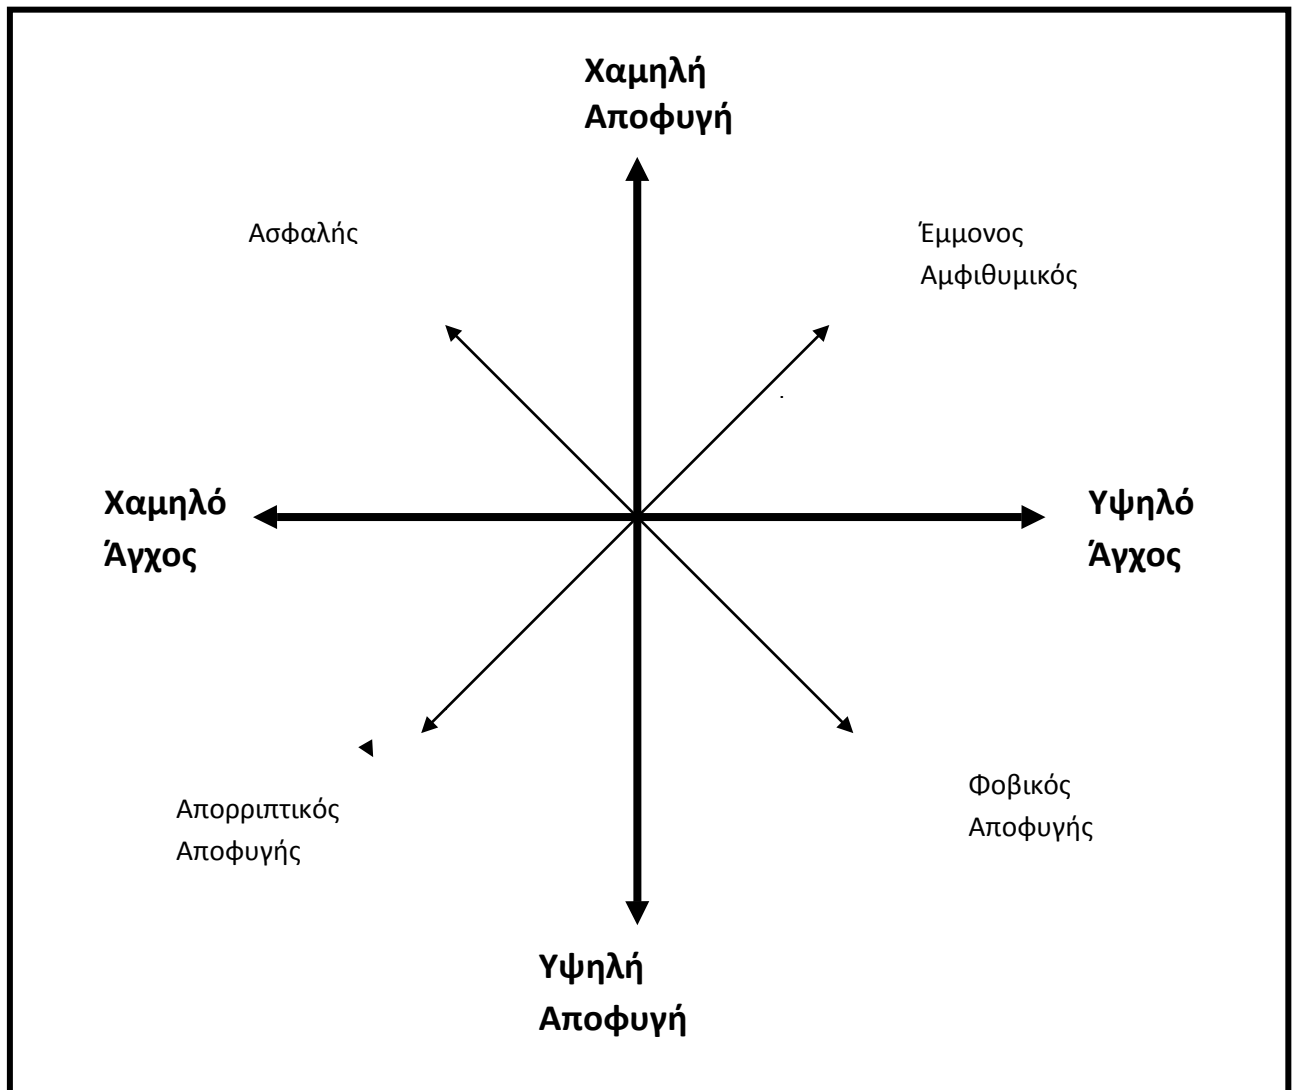 Χαμηλή
Αποφυγή
Ασφαλής
Έμμονος
Αμφιθυμικός
Χαμηλό
Άγχος
Υψηλό
Άγχος
Απορριπτικός
Αποφυγής
Φοβικός
Αποφυγής
Υψηλή
Αποφυγή